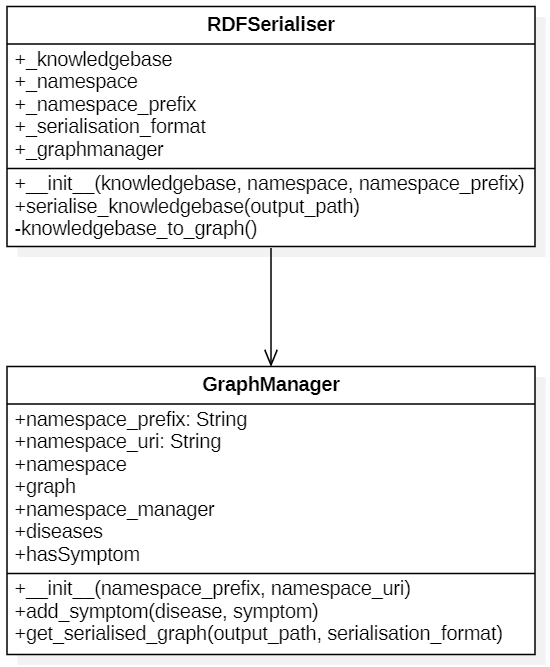 RDFSerialiser
+_knowledgebase
+_namespace
+_namespace_prefix
+_serialisation_format
+_graphmanager
+__init__(knowledgebase, namespace, namespace_prefix)
+serialise_knowledgebase(output_path)
-knowledgebase_to_graph()
GraphManager
+namespace_prefix: String
+namespace_uri: String
+namespace
+graph
+namespace_manager
+diseases
+hasSymptom
+__init__(namespace_prefix, namespace_uri)
+add_symptom(disease, symptom)
+get_serialised_graph(output_path, serialisation_format)